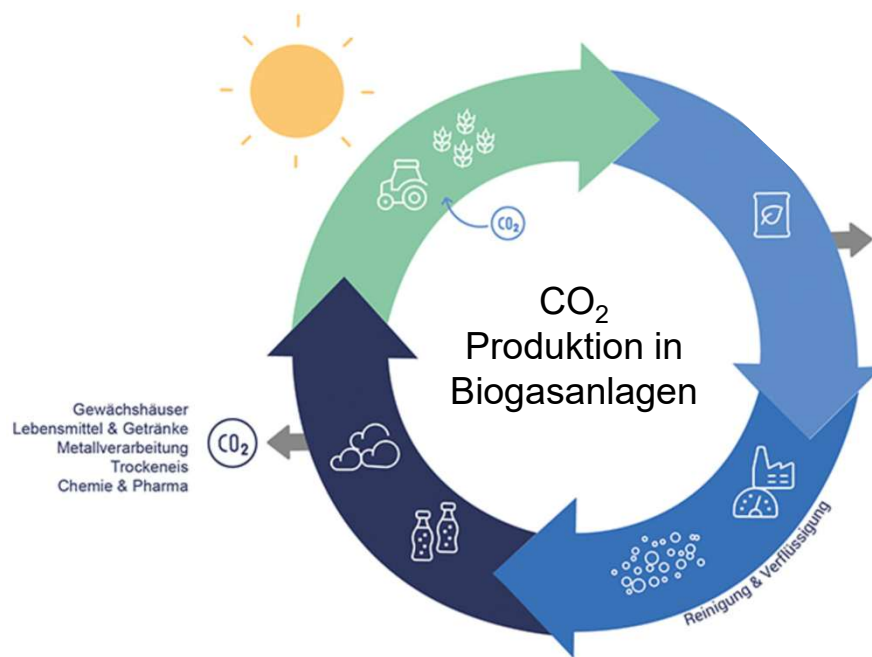 CO₂
CO₂
Produktion in
Biogasanlagen
Gewächshäuser
Lebensmittel & Getränke
Metallverarbeitung
Trockeneis
Chemie & Pharma
CO₂
Reinigung & Verflüssigung